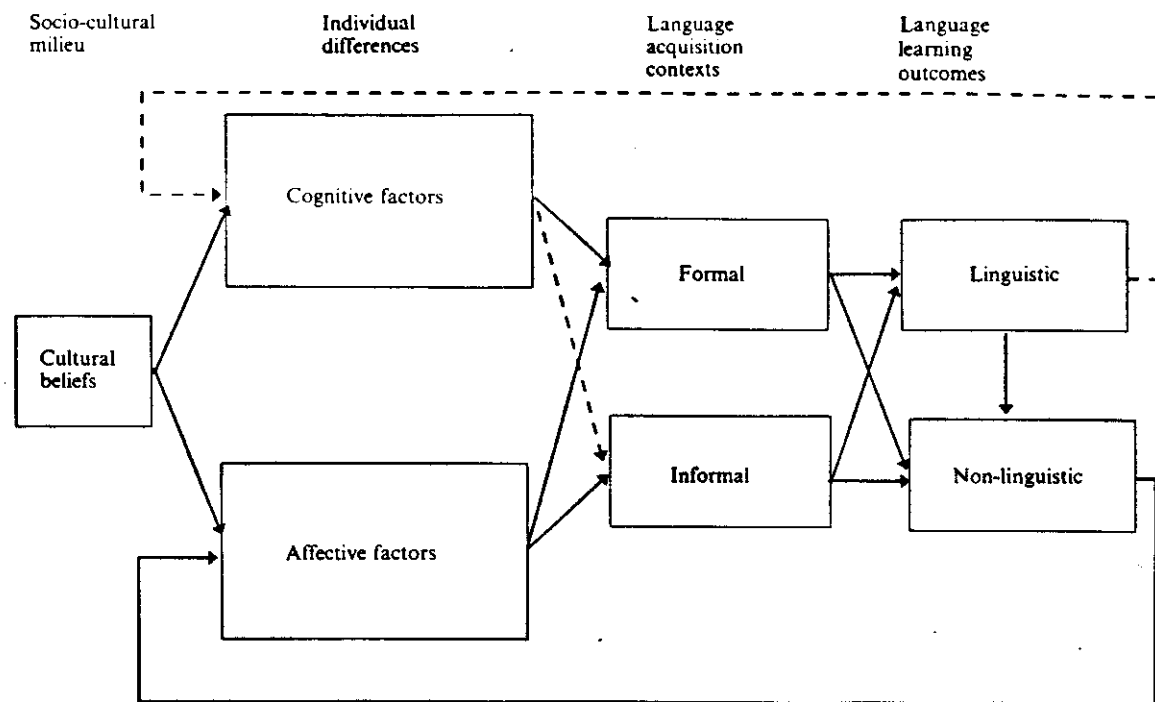 Socio-cultural
milieu
Individual
differences
Language
acquisition
contexts
Language
learning
outcomes
Cognitive factors
Formal
Linguistic
Cultural
beliefs
Informal
Non-linguistic
Affective factors